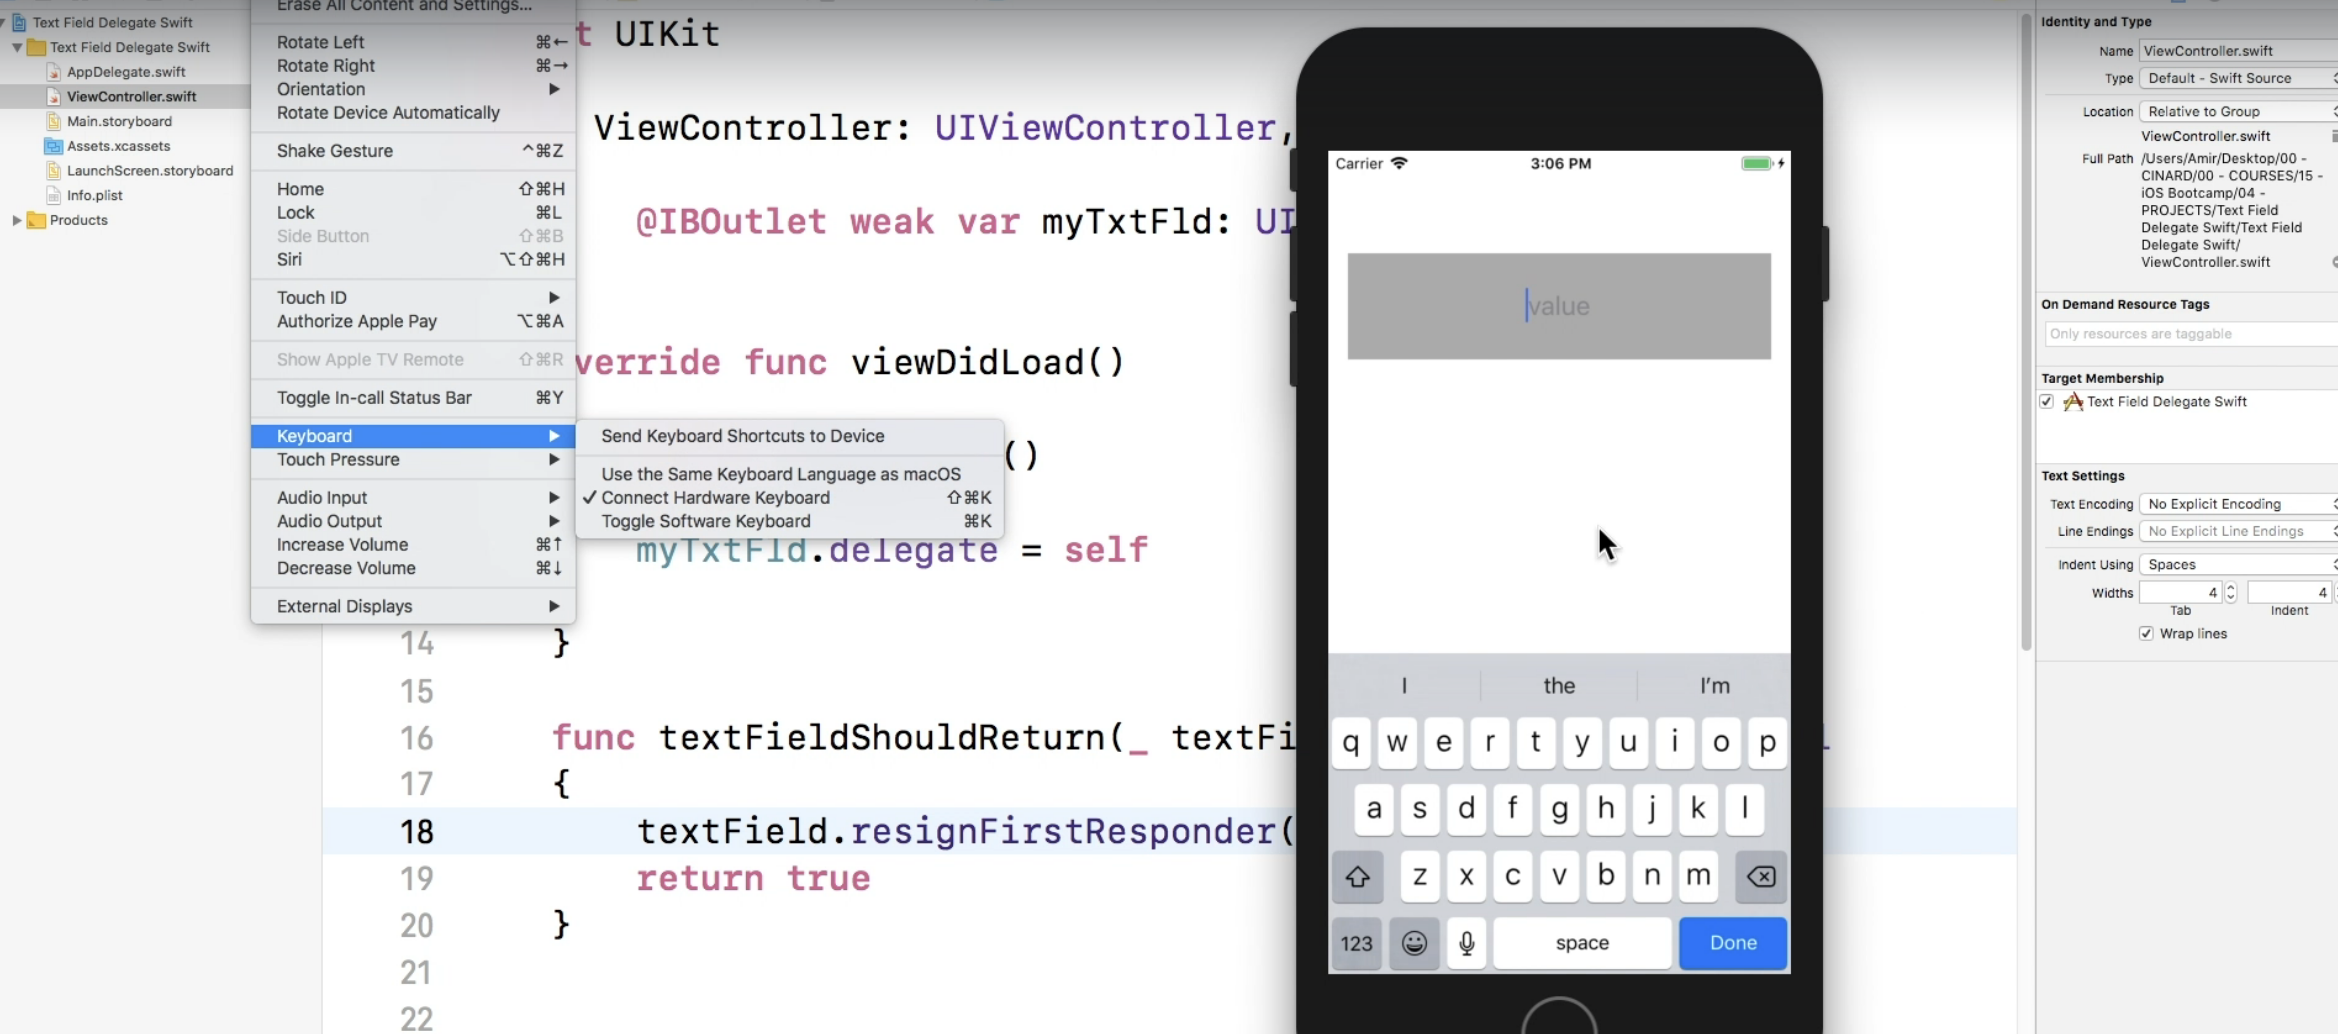 Text Field Delegate Swift
Text Field Delegate Swift
AppDelegate.swift
ViewController.swift
Main.storyboard
Assets.xcassets
LaunchScreen.storyboard
Info.plist
Products
Erase All Content and Settings...
Rotate Left ⌘←
Rotate Right ⌘→
Orientation
Rotate Device Automatically
Shake Gesture ^⌘Z
Home ⇧⌘H
Lock ⌘L
Side Button ⇧⌘B
Siri ⌥⇧⌘H
Touch ID
Authorize Apple Pay ⌥⌘A
Show Apple TV Remote ⇧⌘R
Toggle In-call Status Bar ⌘Y
Keyboard
Touch Pressure
Audio Input
Audio Output
Increase Volume ⌘↑
Decrease Volume ⌘↓
External Displays
Send Keyboard Shortcuts to Device
Use the Same Keyboard Language as macOS
✓ Connect Hardware Keyboard ⇧⌘K
Toggle Software Keyboard ⌘K
t UIKit
ViewController: UIViewController,
@IBOutlet weak var myTxtFld: UI
verride func viewDidLoad()
()
myTxtFld.delegate = self
14 }
15
16 func textFieldShouldReturn(_ textFi
17 {
18 textField.resignFirstResponder(
19 return true
20 }
21
22
Carrier 3:06 PM
value
I the I'm
q w e r t y u i o p
a s d f g h j k l
z x c v b n m
123 space Done
Identity and Type
Name ViewController.swift
Type Default - Swift Source
Location Relative to Group
ViewController.swift
Full Path /Users/Amir/Desktop/00 -
CINARD/00 - COURSES/15 -
iOS Bootcamp/04 -
PROJECTS/Text Field
Delegate Swift/Text Field
Delegate Swift/
ViewController.swift
On Demand Resource Tags
Only resources are taggable
Target Membership
Text Field Delegate Swift
Text Settings
Text Encoding No Explicit Encoding
Line Endings No Explicit Line Endings
Indent Using Spaces
Widths 4 4
Tab Indent
Wrap lines